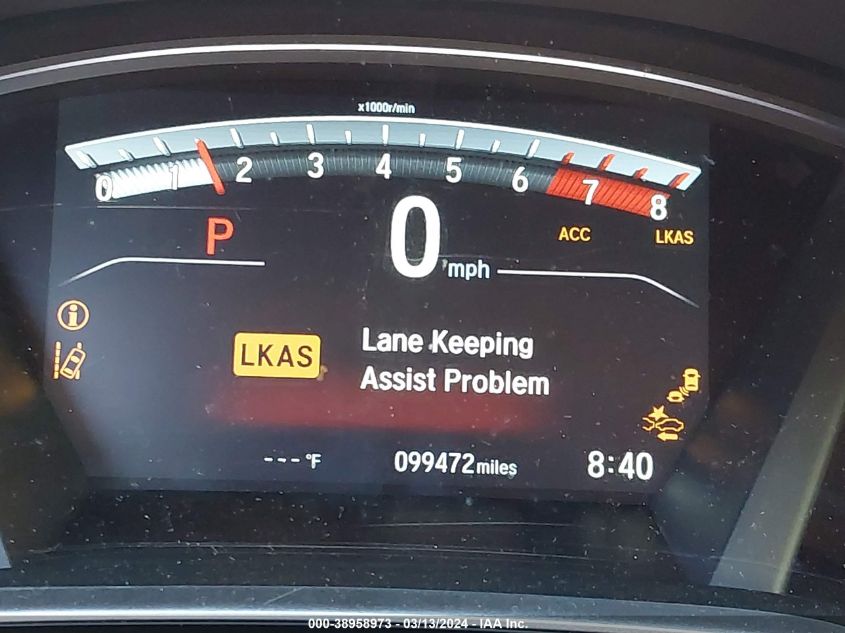 x1000r/min
0 1 2 3 4 5 6 7 8
P 0 mph ACC LKAS
i
LKAS Lane Keeping
Assist Problem
---°F 099472 miles 8:40
000-38958973 - 03/13/2024 - IAA Inc.